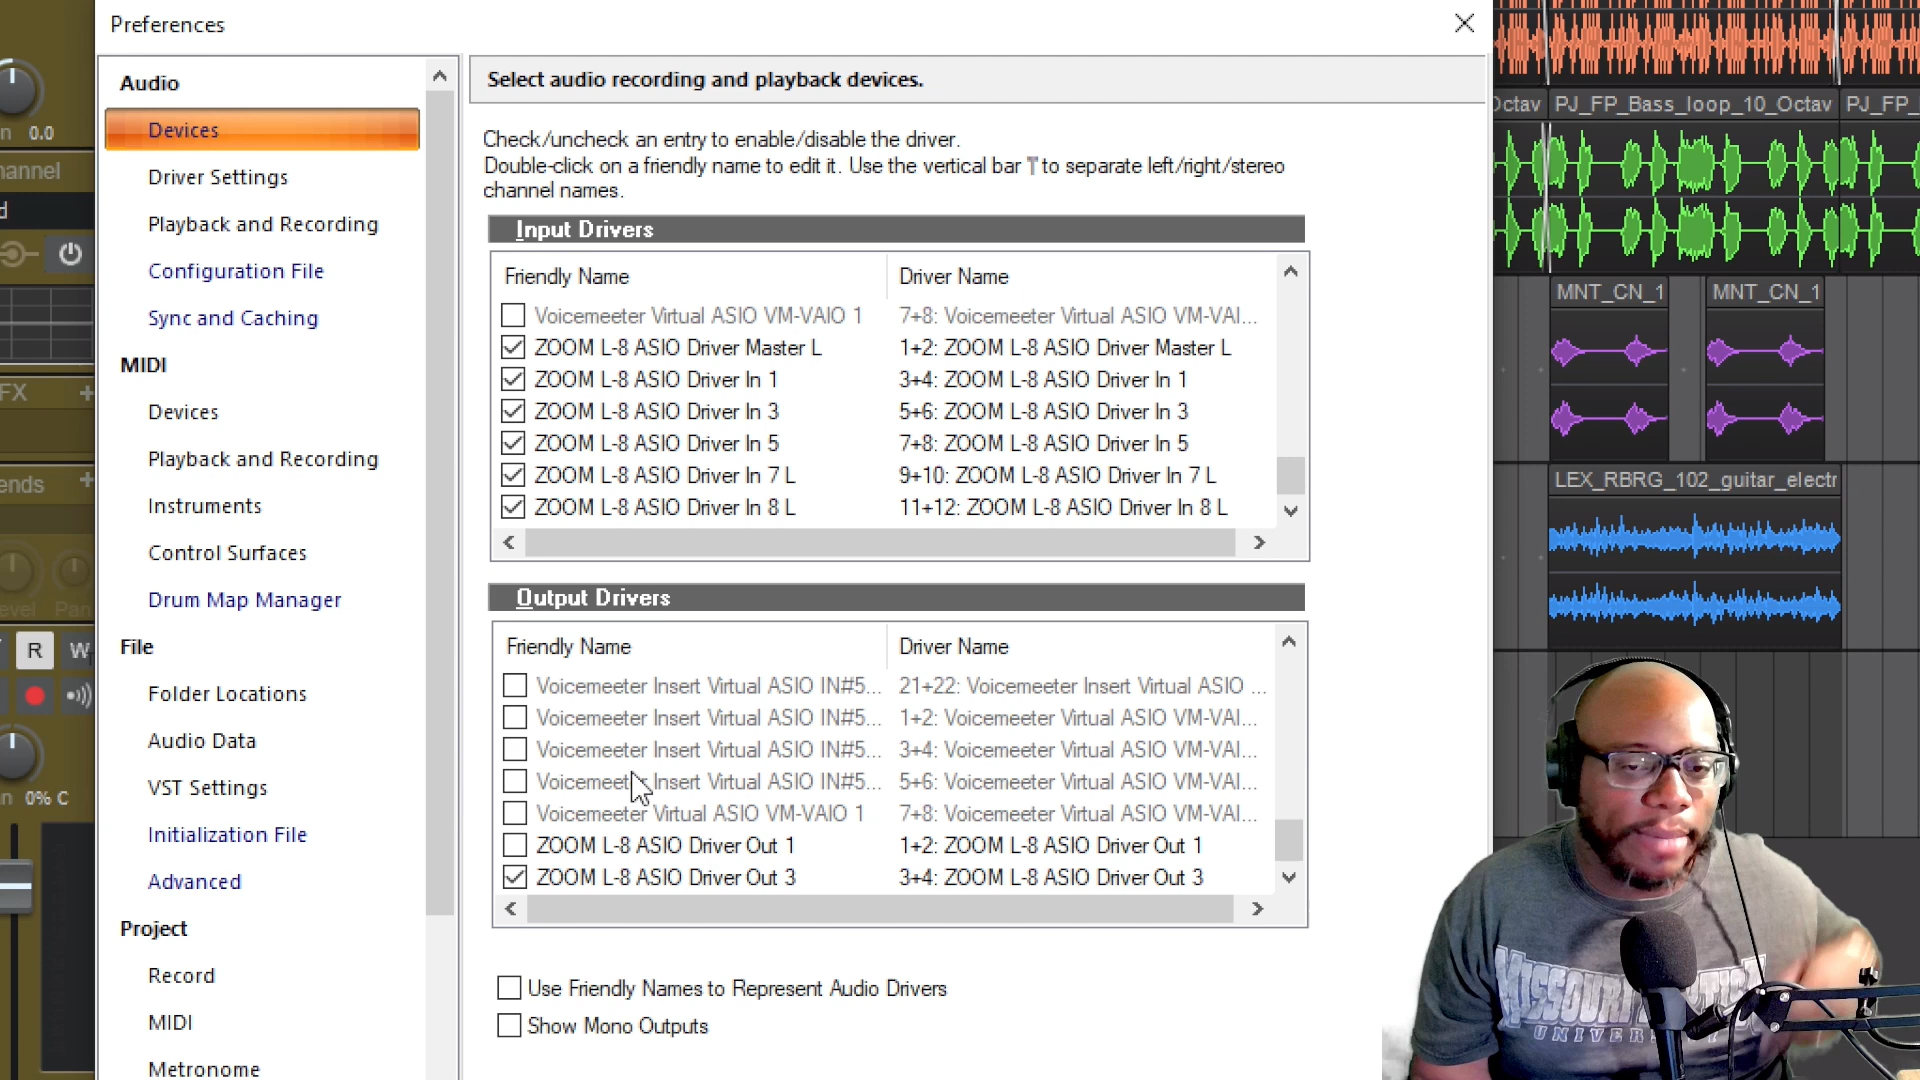 Preferences
Audio
Devices
Driver Settings
Playback and Recording
Configuration File
Sync and Caching
MIDI
Devices
Playback and Recording
Instruments
Control Surfaces
Drum Map Manager
File
Folder Locations
Audio Data
VST Settings
Initialization File
Advanced
Project
Record
MIDI
Metronome
Select audio recording and playback devices.
Check/uncheck an entry to enable/disable the driver.
Double-click on a friendly name to edit it. Use the vertical bar '|' to separate left/right/stereo
channel names.
Input Drivers
Friendly Name Driver Name
Voicemeeter Virtual ASIO VM-VAIO 1 7+8: Voicemeeter Virtual ASIO VM-VAI...
ZOOM L-8 ASIO Driver Master L 1+2: ZOOM L-8 ASIO Driver Master L
ZOOM L-8 ASIO Driver In 1 3+4: ZOOM L-8 ASIO Driver In 1
ZOOM L-8 ASIO Driver In 3 5+6: ZOOM L-8 ASIO Driver In 3
ZOOM L-8 ASIO Driver In 5 7+8: ZOOM L-8 ASIO Driver In 5
ZOOM L-8 ASIO Driver In 7 L 9+10: ZOOM L-8 ASIO Driver In 7 L
ZOOM L-8 ASIO Driver In 8 L 11+12: ZOOM L-8 ASIO Driver In 8 L
Output Drivers
Friendly Name Driver Name
Voicemeeter Insert Virtual ASIO IN#5... 21+22: Voicemeeter Insert Virtual ASIO ...
Voicemeeter Insert Virtual ASIO IN#5... 1+2: Voicemeeter Virtual ASIO VM-VAI...
Voicemeeter Insert Virtual ASIO IN#5... 3+4: Voicemeeter Virtual ASIO VM-VAI...
Voicemeeter Insert Virtual ASIO IN#5... 5+6: Voicemeeter Virtual ASIO VM-VAI...
Voicemeeter Virtual ASIO VM-VAIO 1 7+8: Voicemeeter Virtual ASIO VM-VAI...
ZOOM L-8 ASIO Driver Out 1 1+2: ZOOM L-8 ASIO Driver Out 1
ZOOM L-8 ASIO Driver Out 3 3+4: ZOOM L-8 ASIO Driver Out 3
Use Friendly Names to Represent Audio Drivers
Show Mono Outputs
n 0.0
hannel
d
FX +
ends +
evel Pan
R W
n 0% C
Octav PJ_FP_Bass_loop_10_Octav PJ_FP_
MNT_CN_1 MNT_CN_1
LEX_RBRG_102_guitar_electr
MISSOURI
UNIVER